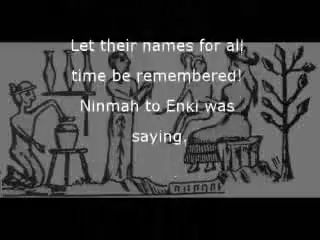 Let their names for all
time be remembered!
Ninmah to Enki was
saying,